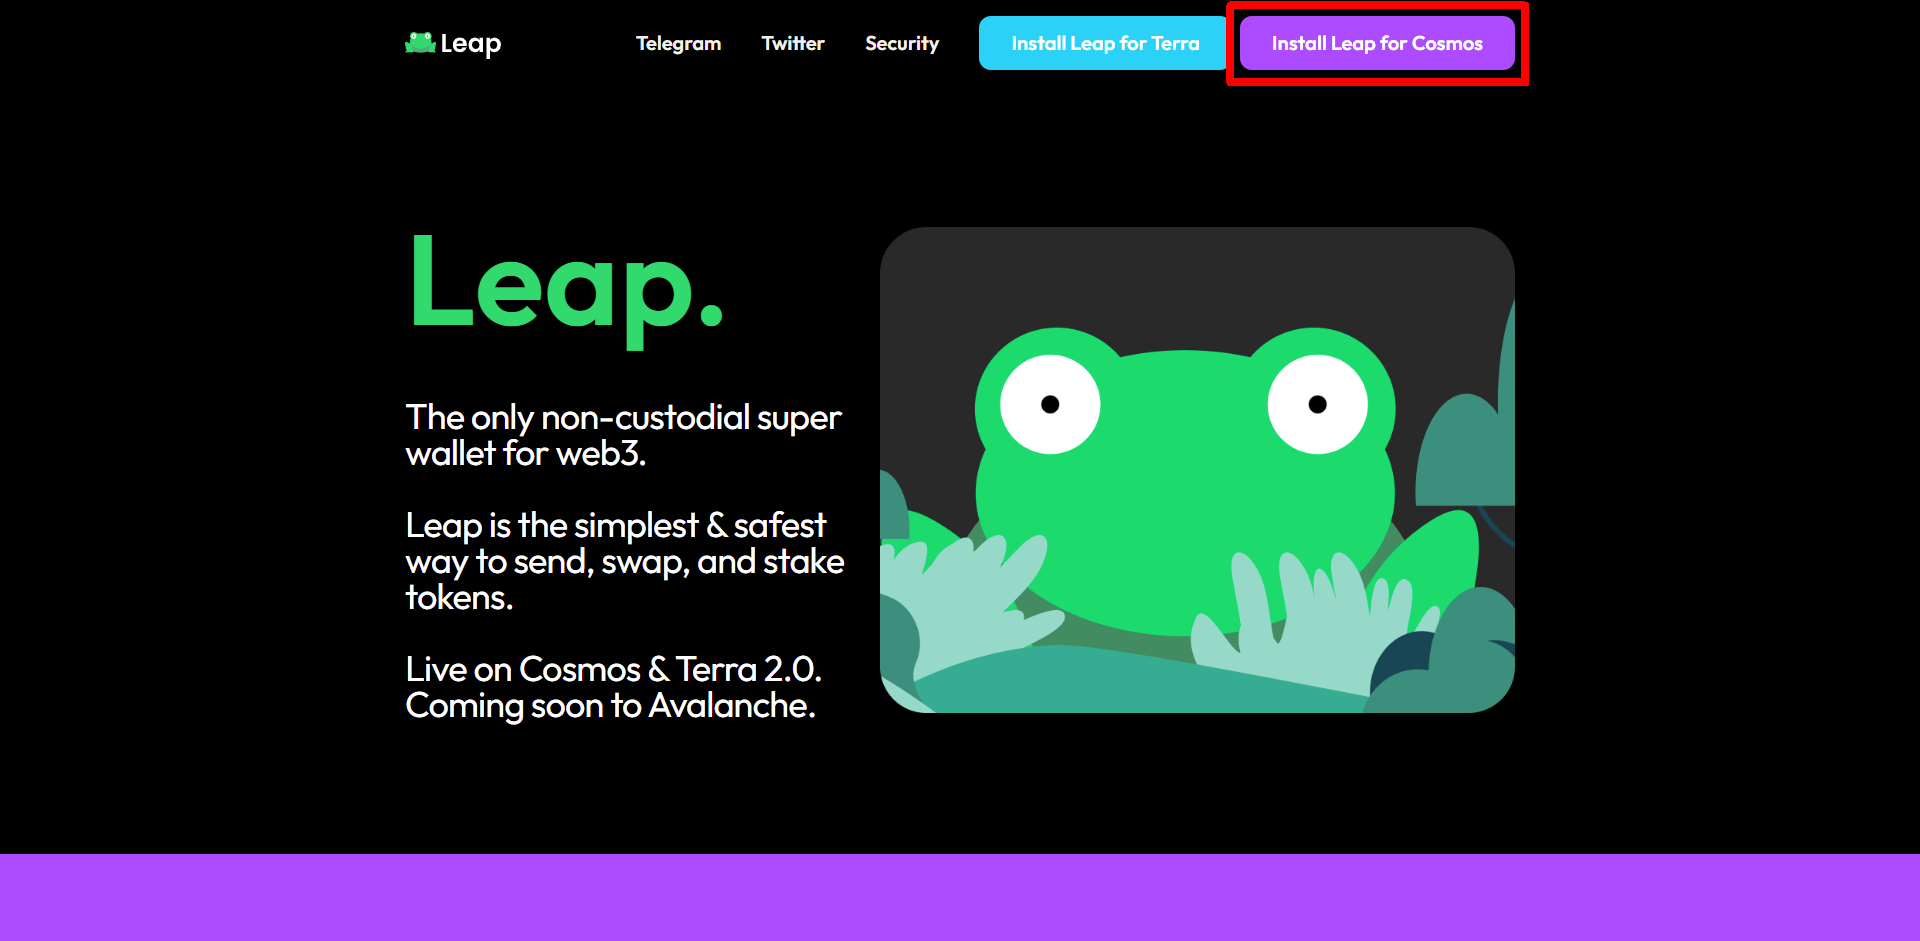 Leap
Telegram
Twitter
Security
Install Leap for Terra
Install Leap for Cosmos
Leap.
The only non-custodial super
wallet for web3.
Leap is the simplest & safest
way to send, swap, and stake
tokens.
Live on Cosmos & Terra 2.0.
Coming soon to Avalanche.